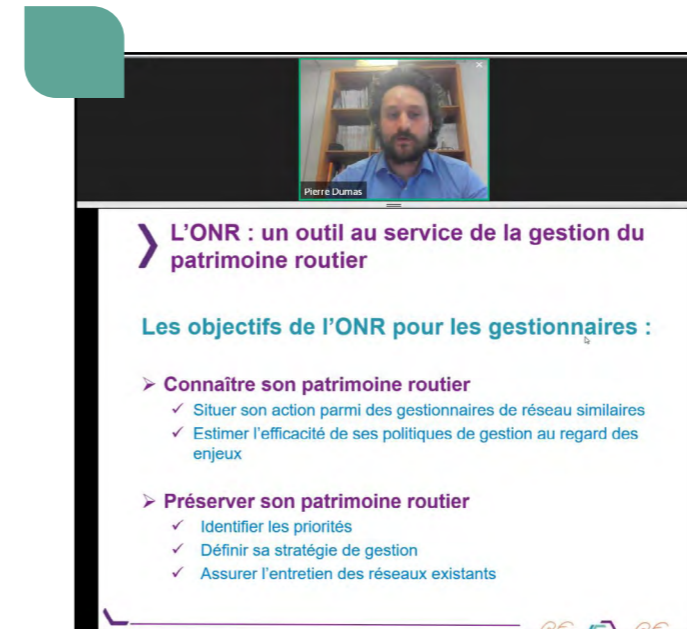 Pierre Dumas
L'ONR : un outil au service de la gestion du
patrimoine routier
Les objectifs de l'ONR pour les gestionnaires :
➢ Connaître son patrimoine routier
✓ Situer son action parmi des gestionnaires de réseau similaires
✓ Estimer l'efficacité de ses politiques de gestion au regard des
enjeux
➢ Préserver son patrimoine routier
✓ Identifier les priorités
✓ Définir sa stratégie de gestion
✓ Assurer l'entretien des réseaux existants